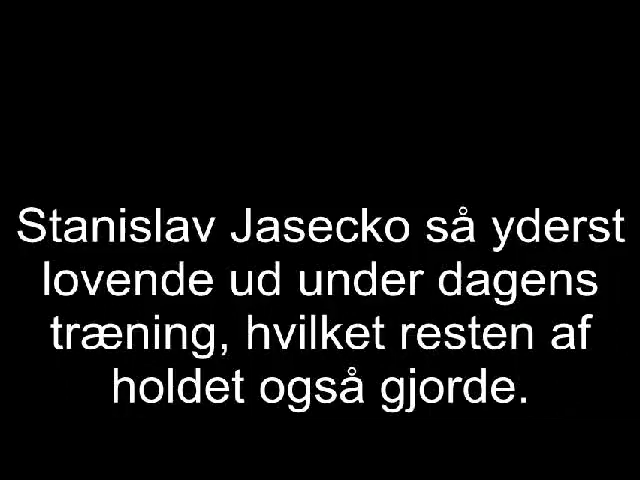 Stanislav Jasecko så yderst
lovende ud under dagens
træning, hvilket resten af
holdet også gjorde.